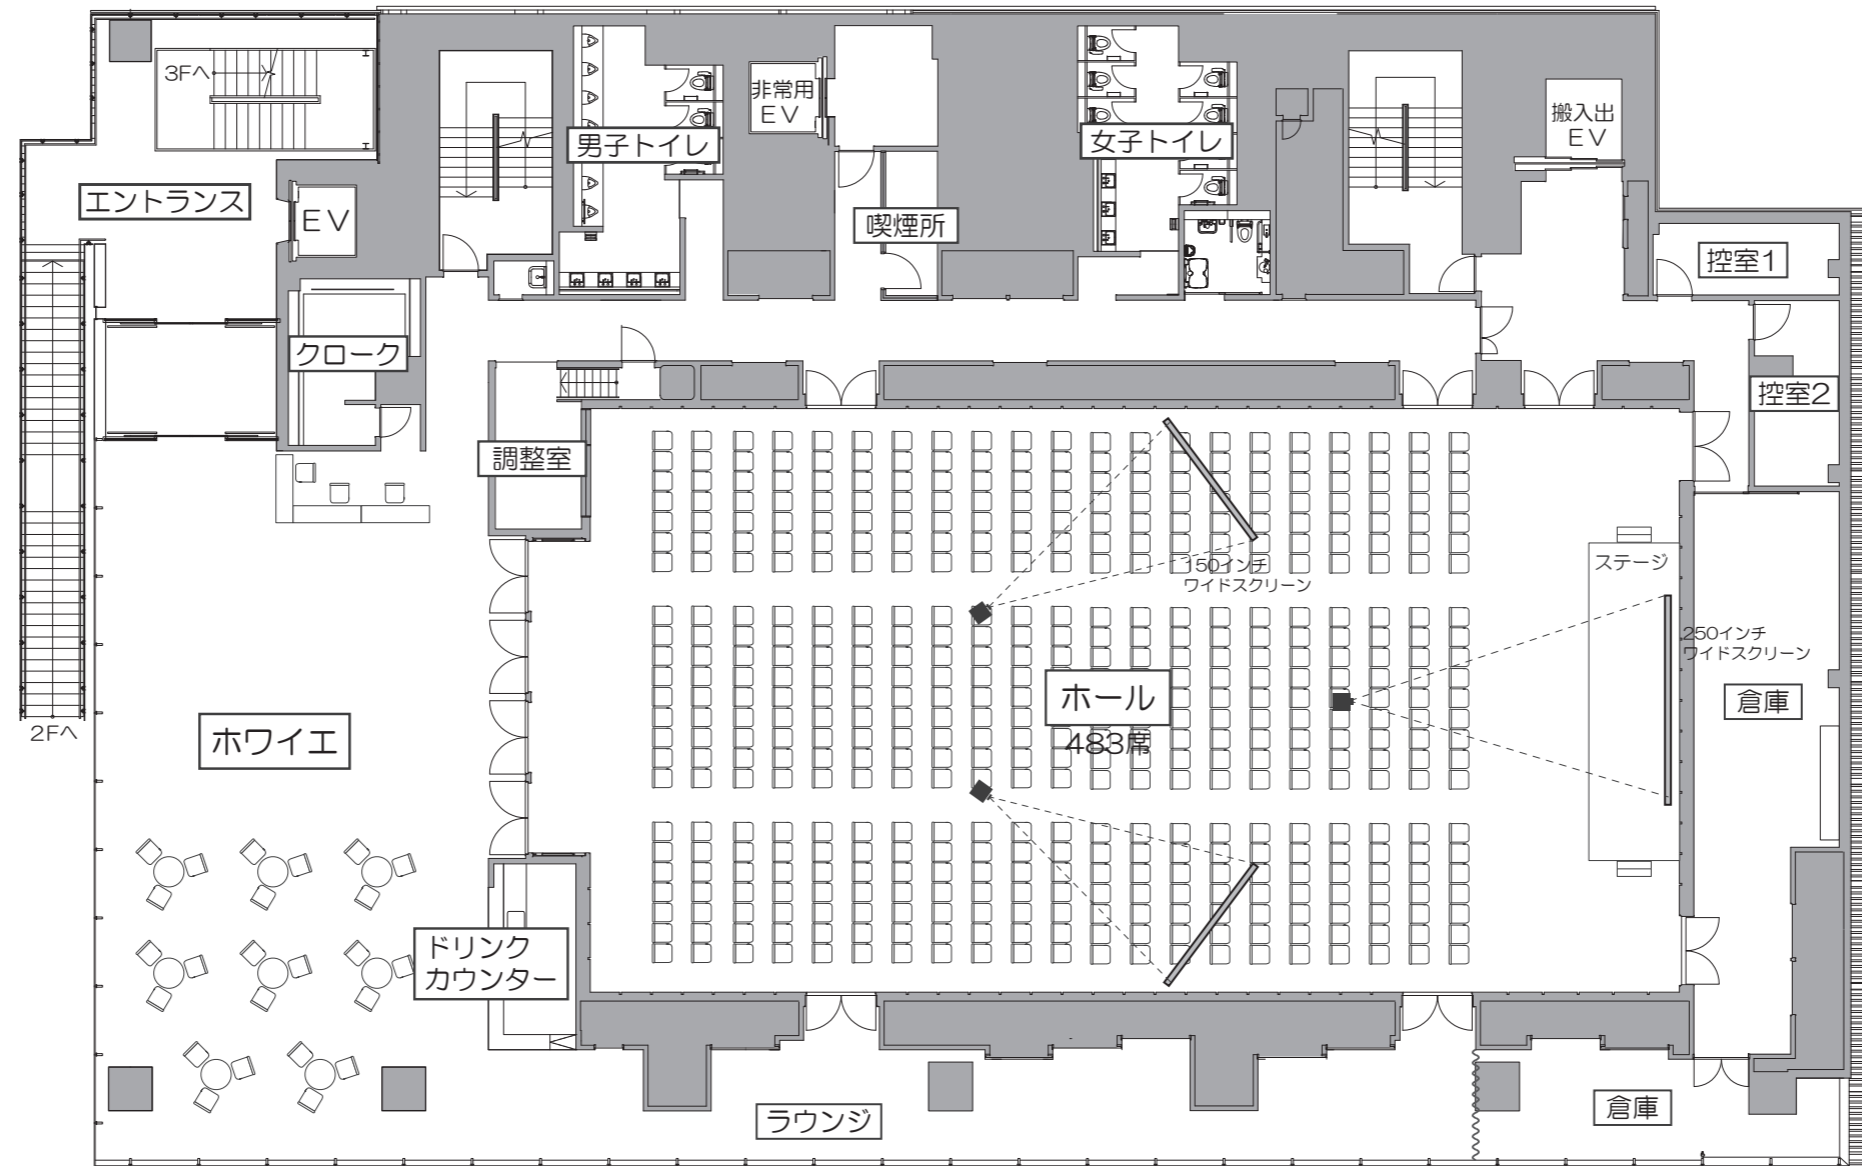 3Fへ
非常用
EV
搬入出
EV
男子トイレ
女子トイレ
エントランス
EV
喫煙所
控室1
クローク
控室2
調整室
ステージ
150インチ
ワイドスクリーン
250インチ
ワイドスクリーン
ホール
483席
倉庫
2Fへ
ホワイエ
ドリンク
カウンター
ラウンジ
倉庫